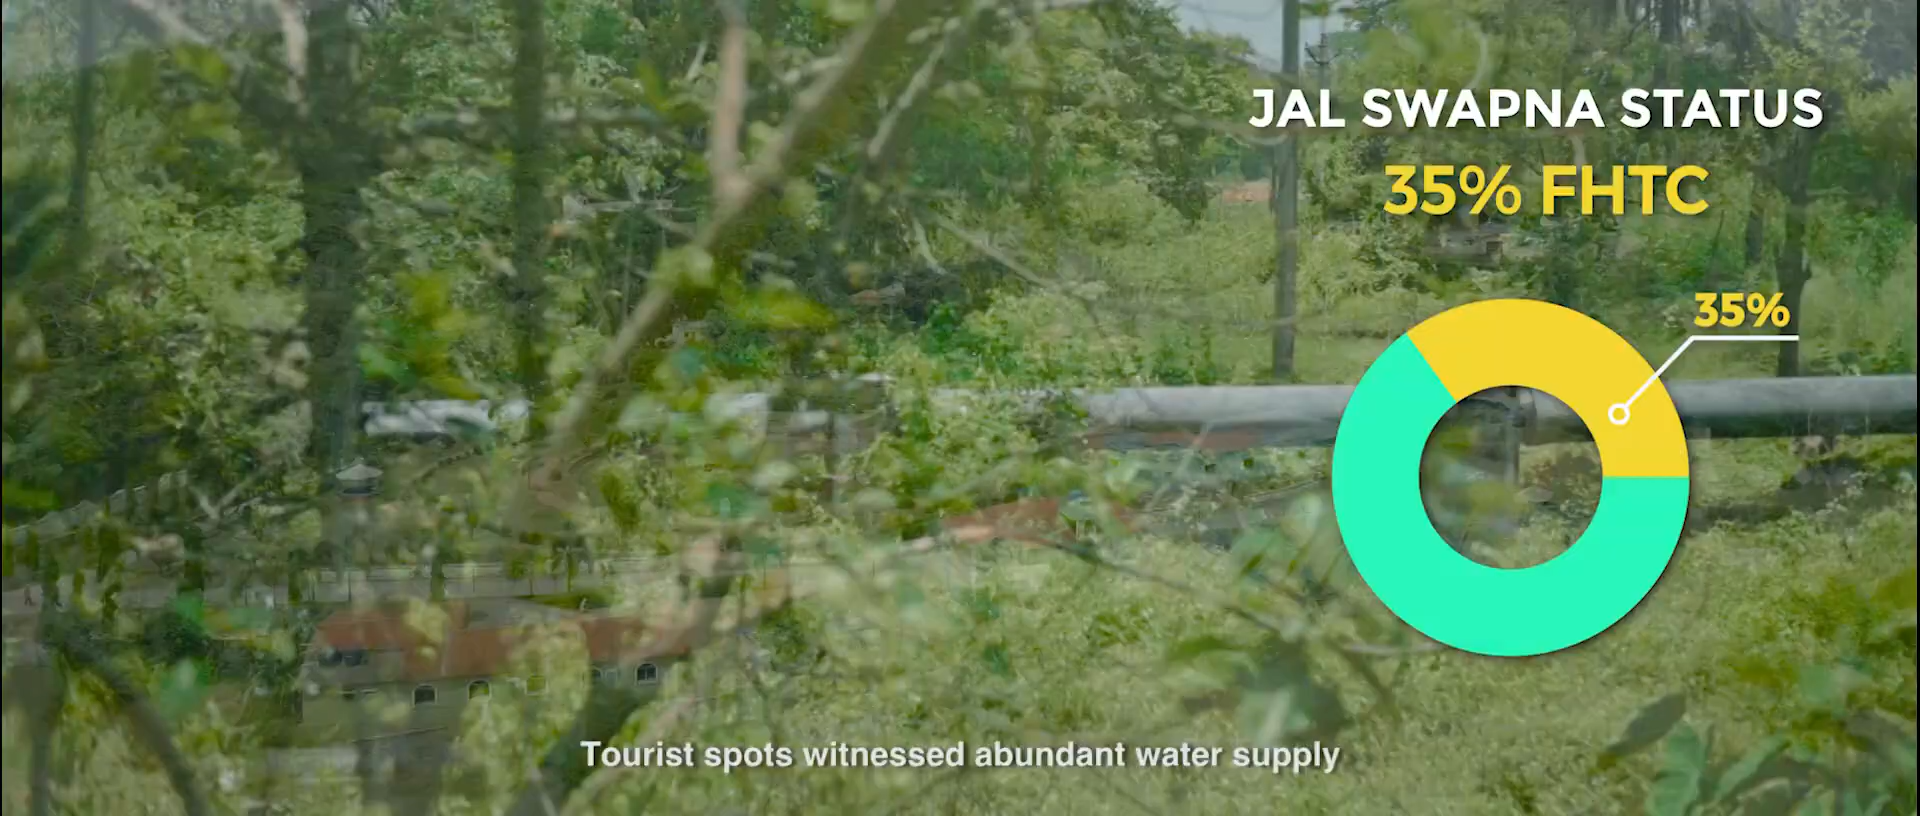 JAL SWAPNA STATUS
35% FHTC
35%
Tourist spots witnessed abundant water supply